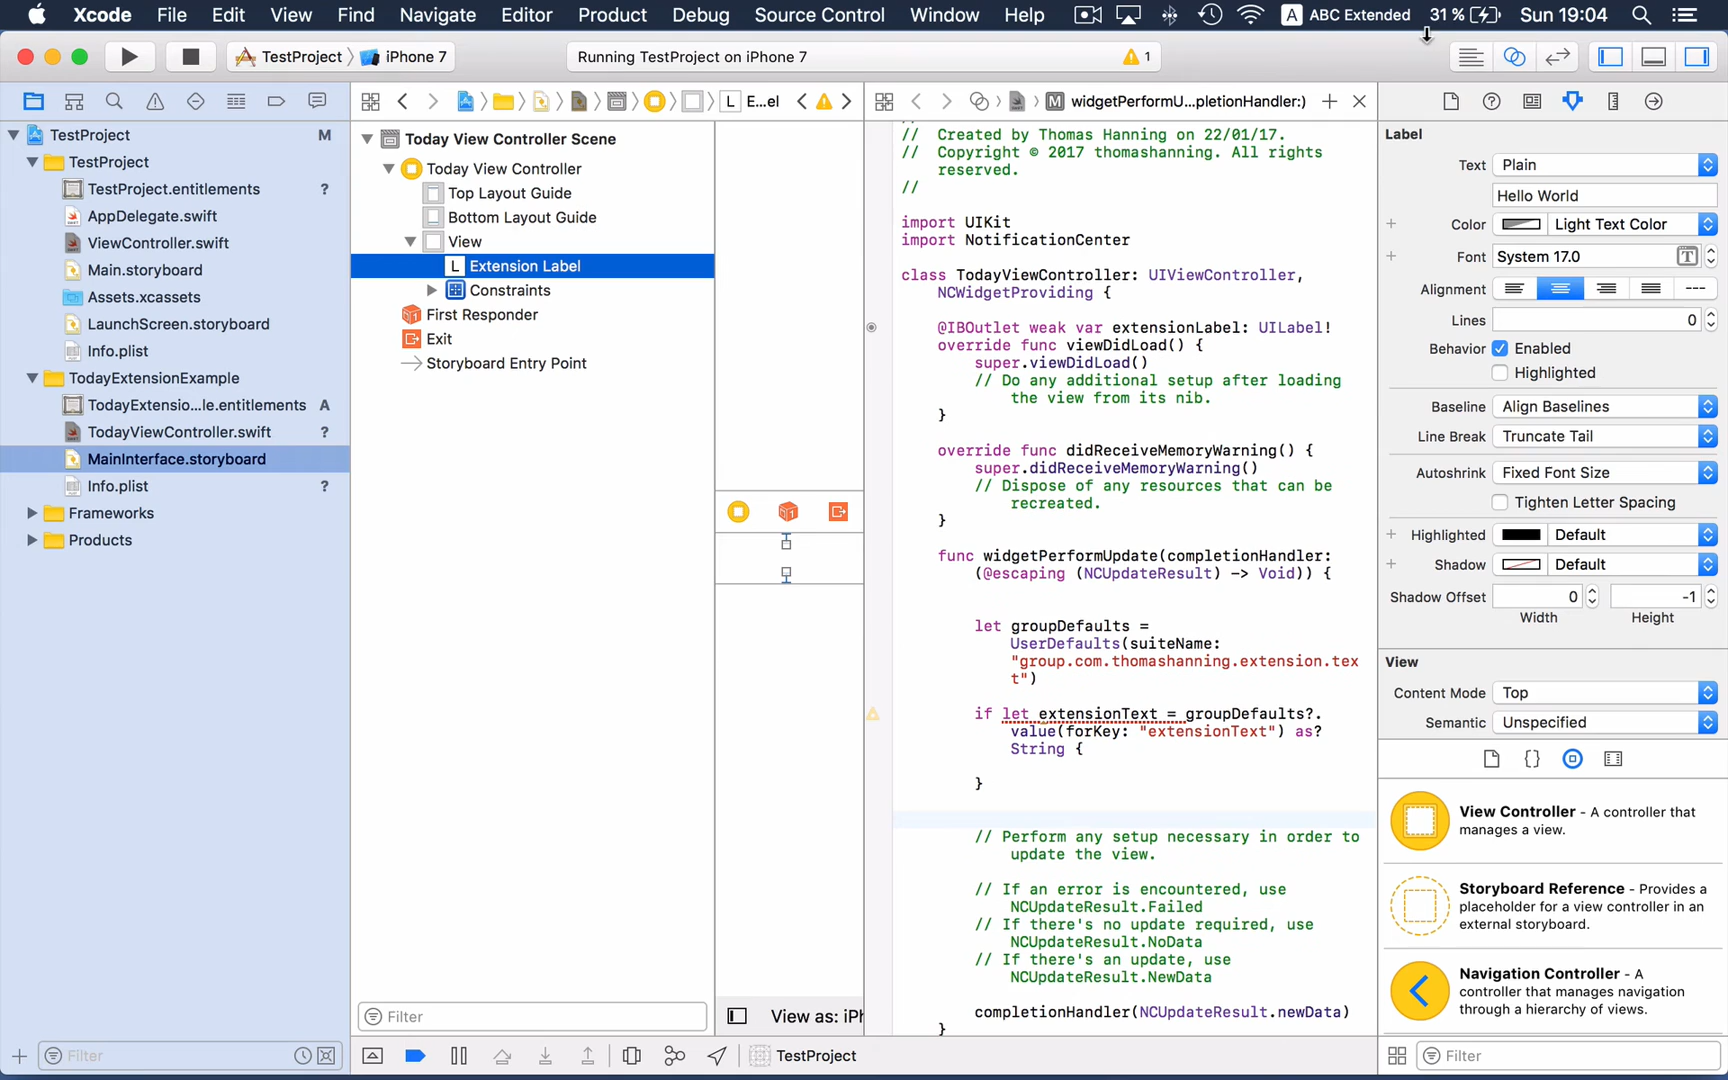 Xcode File Edit View Find Navigate Editor Product Debug Source Control Window Help A ABC Extended 31 % Sun 19:04
TestProject iPhone 7 Running TestProject on iPhone 7 1
TestProject M
TestProject
TestProject.entitlements ?
AppDelegate.swift
ViewController.swift
Main.storyboard
Assets.xcassets
LaunchScreen.storyboard
Info.plist
TodayExtensionExample
TodayExtensio...le.entitlements A
TodayViewController.swift ?
MainInterface.storyboard
Info.plist ?
Frameworks
Products
Filter
L E...el
Today View Controller Scene
Today View Controller
Top Layout Guide
Bottom Layout Guide
View
L Extension Label
Constraints
First Responder
Exit
Storyboard Entry Point
Filter
View as: iPh
M widgetPerformU...pletionHandler:)
// Created by Thomas Hanning on 22/01/17.
// Copyright © 2017 thomashanning. All rights
reserved.
//
import UIKit
import NotificationCenter
class TodayViewController: UIViewController,
NCWidgetProviding {
@IBOutlet weak var extensionLabel: UILabel!
override func viewDidLoad() {
super.viewDidLoad()
// Do any additional setup after loading
the view from its nib.
}
override func didReceiveMemoryWarning() {
super.didReceiveMemoryWarning()
// Dispose of any resources that can be
recreated.
}
func widgetPerformUpdate(completionHandler:
(@escaping (NCUpdateResult) -> Void)) {
let groupDefaults =
UserDefaults(suiteName:
"group.com.thomashanning.extension.tex
t")
if let extensionText = groupDefaults?.
value(forKey: "extensionText") as?
String {
}
// Perform any setup necessary in order to
update the view.
// If an error is encountered, use
NCUpdateResult.Failed
// If there's no update required, use
NCUpdateResult.NoData
// If there's an update, use
NCUpdateResult.NewData
completionHandler(NCUpdateResult.newData)
}
TestProject
Label
Text Plain
Hello World
Color Light Text Color
Font System 17.0 T
Alignment
Lines 0
Behavior Enabled
Highlighted
Baseline Align Baselines
Line Break Truncate Tail
Autoshrink Fixed Font Size
Tighten Letter Spacing
Highlighted Default
Shadow Default
Shadow Offset 0 -1
Width Height
View
Content Mode Top
Semantic Unspecified
View Controller - A controller that
manages a view.
Storyboard Reference - Provides a
placeholder for a view controller in an
external storyboard.
Navigation Controller - A
controller that manages navigation
through a hierarchy of views.
Filter